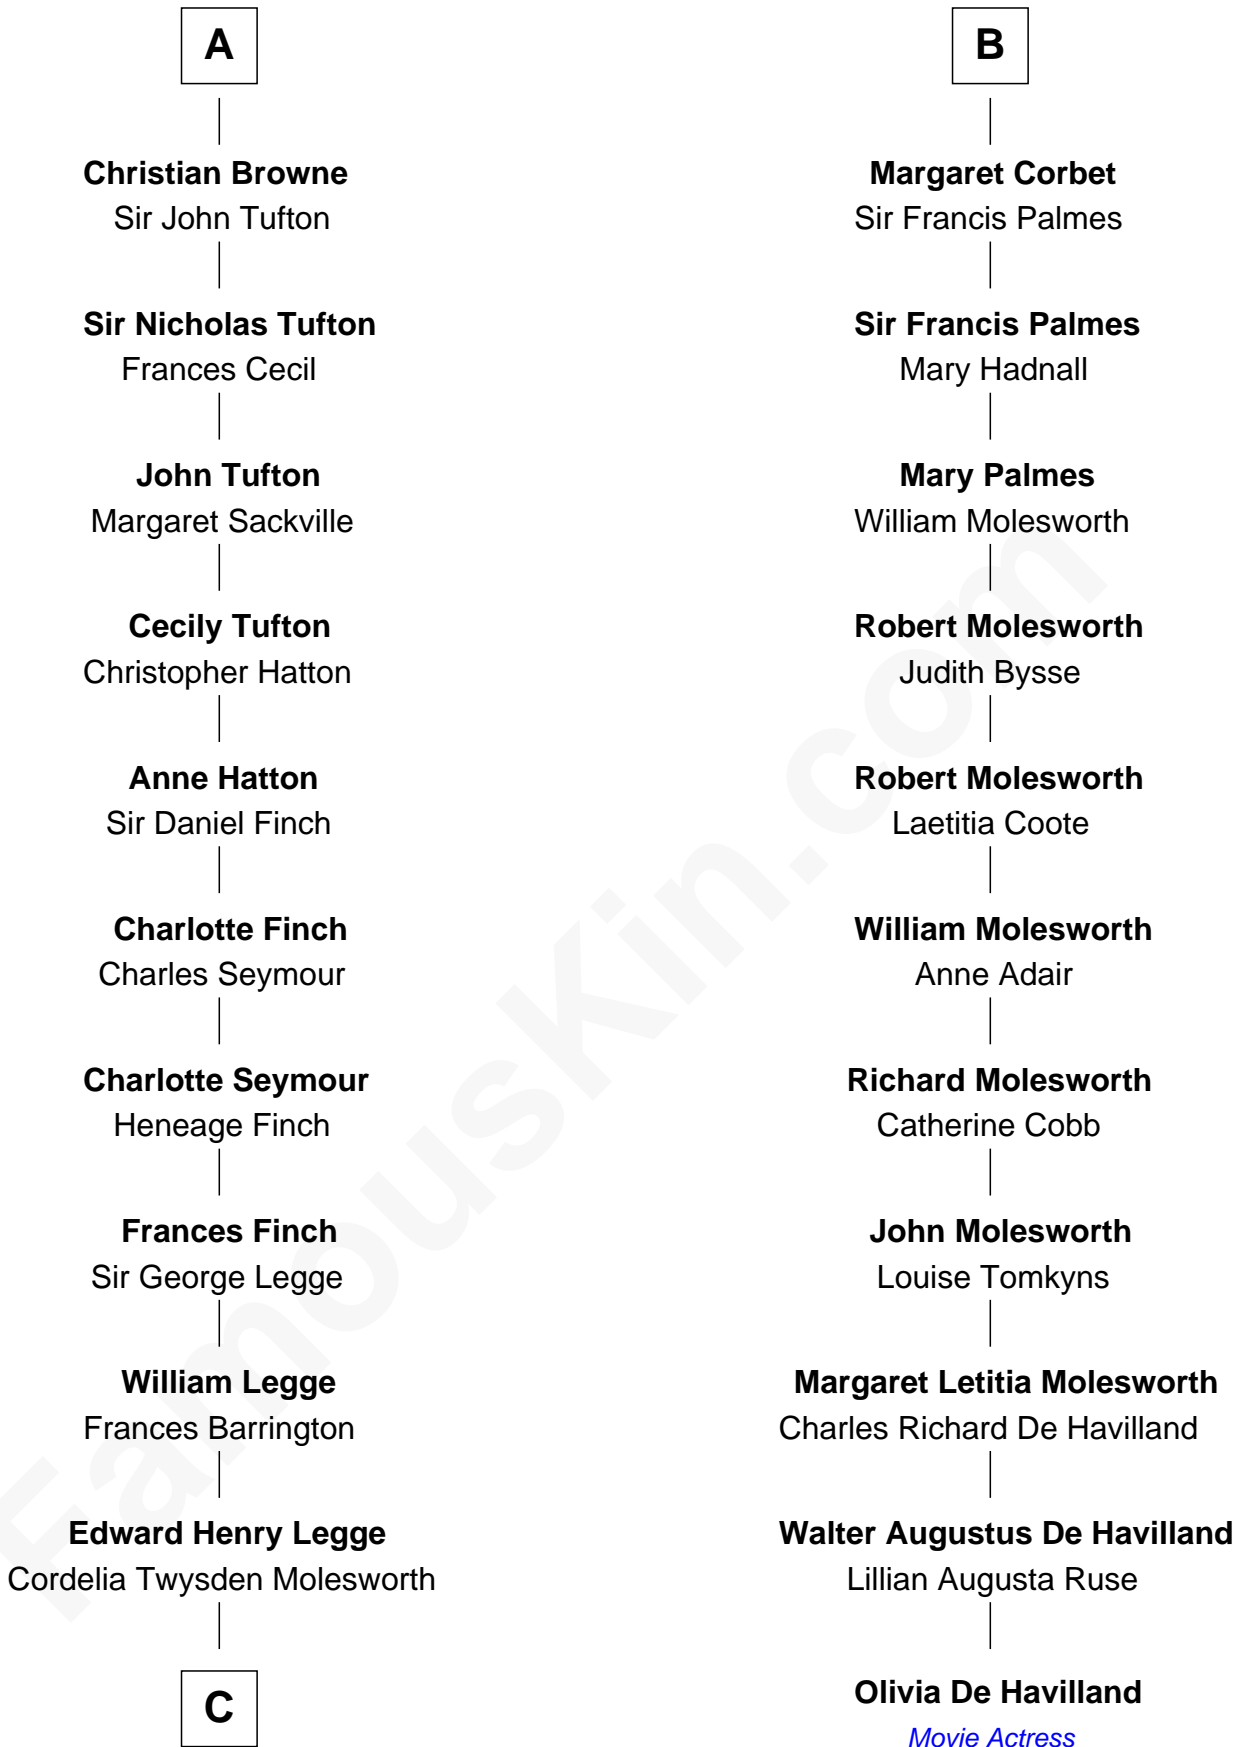 A
Christian Browne
Sir John Tufton
Sir Nicholas Tufton
Frances Cecil
John Tufton
Margaret Sackville
Cecily Tufton
Christopher Hatton
Anne Hatton
Sir Daniel Finch
Charlotte Finch
Charles Seymour
Charlotte Seymour
Heneage Finch
Frances Finch
Sir George Legge
William Legge
Frances Barrington
Edward Henry Legge
Cordelia Twysden Molesworth
C
B
Margaret Corbet
Sir Francis Palmes
Sir Francis Palmes
Mary Hadnall
Mary Palmes
William Molesworth
Robert Molesworth
Judith Bysse
Robert Molesworth
Laetitia Coote
William Molesworth
Anne Adair
Richard Molesworth
Catherine Cobb
John Molesworth
Louise Tomkyns
Margaret Letitia Molesworth
Charles Richard De Havilland
Walter Augustus De Havilland
Lillian Augusta Ruse
Olivia De Havilland
Movie Actress
FamousKin.com